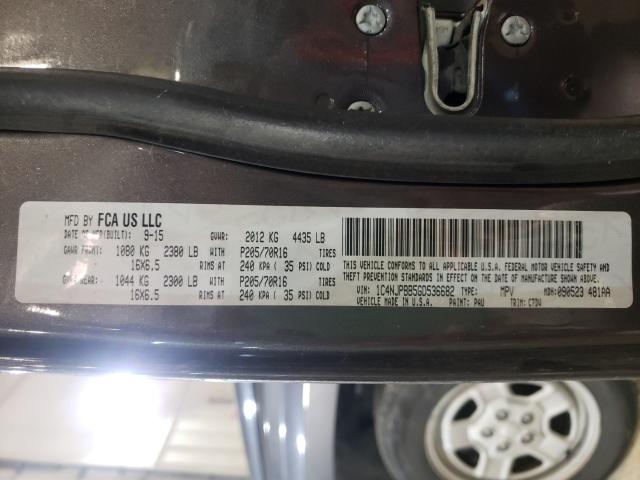 MFD BY FCA US LLC
DATE OF MFD(BUILT): 9-15 GVWR: 2012 KG 4435 LB
GAWR FRONT: 1080 KG 2380 LB WITH P205/70R16 TIRES
16X6.5 RIMS AT 240 KPA ( 35 PSI) COLD
GAWR REAR: 1044 KG 2300 LB WITH P205/70R16 TIRES
16X6.5 RIMS AT 240 KPA ( 35 PSI) COLD
THIS VEHICLE CONFORMS TO ALL APPLICABLE U.S.A. FEDERAL MOTOR VEHICLE SAFETY AND
THEFT PREVENTION STANDARDS IN EFFECT ON THE DATE OF MANUFACTURE SHOWN ABOVE.
VIN: 1C4NJPBB5GD536682 TYPE: MPV MDH: 090523 481AA
VEHICLE MADE IN U.S.A. PAINT: PAU TRIM: C7DV